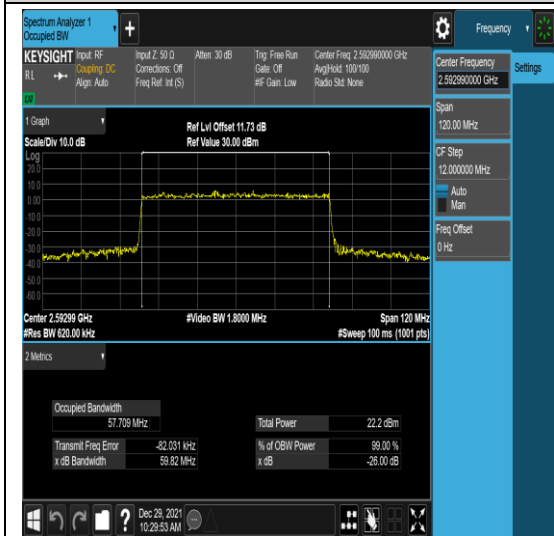 Spectrum Analyzer 1
Occupied BW
Frequency
KEYSIGHT
RL
Input: RF
Coupling: DC
Align: Auto
Input Z: 50 Ω
Corrections: Off
Freq Ref: Int (S)
Atten: 30 dB
Trig: Free Run
Gate: Off
#IF Gain: Low
Center Freq: 2.592990000 GHz
Avg|Hold: 100/100
Radio Std: None
Center Frequency
2.592990000 GHz
Settings
Span
120.00 MHz
CF Step
12.000000 MHz
Auto
Man
Freq Offset
0 Hz
1 Graph
Scale/Div 10.0 dB
Ref Lvl Offset 11.73 dB
Ref Value 30.00 dBm
Log
20.0
10.0
0.00
-10.0
-20.0
-30.0
-40.0
-50.0
-60.0
Center 2.59299 GHz
#Video BW 1.8000 MHz
Span 120 MHz
#Res BW 620.00 kHz
#Sweep 100 ms (1001 pts)
2 Metrics
Occupied Bandwidth
57.709 MHz
Total Power
22.2 dBm
Transmit Freq Error
-82.031 kHz
% of OBW Power
99.00 %
x dB Bandwidth
59.82 MHz
x dB
-26.00 dB
?
Dec 29, 2021
10:29:53 AM